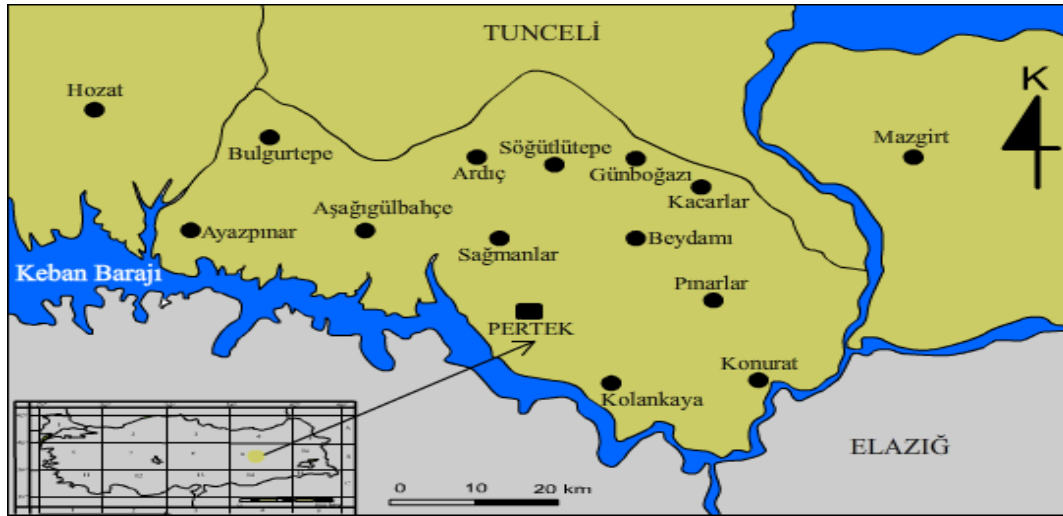 TUNCELİ
K
Hozat
Mazgirt
Bulgurtepe
Söğütlütepe
Ardıç
Günboğazı
Kacarlar
Aşağıgülbahçe
Ayazpınar
Sağmanlar
Beydamı
Keban Barajı
Pınarlar
PERTEK
Konurat
Kolankaya
ELAZIĞ
0 10 20 km